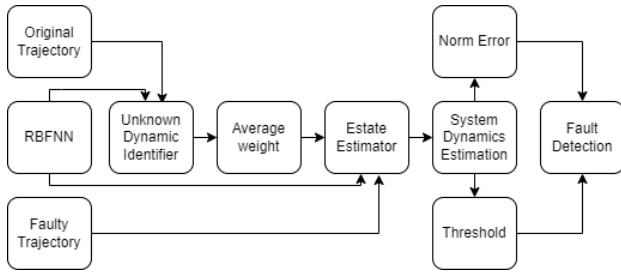 Original
Trajectory
Norm Error
RBFNN
Unknown
Dynamic
Identifier
Average
weight
Estate
Estimator
System
Dynamics
Estimation
Fault
Detection
Faulty
Trajectory
Threshold